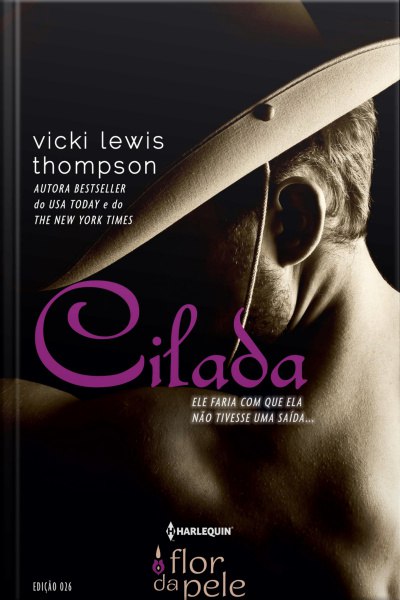 vicki lewis
thompson
AUTORA BESTSELLER
do USA TODAY e do
THE NEW YORK TIMES
Cilada
ELE FARIA COM QUE ELA
NÃO TIVESSE UMA SAÍDA...
HARLEQUIN®
flor
da pele
EDIÇÃO 026